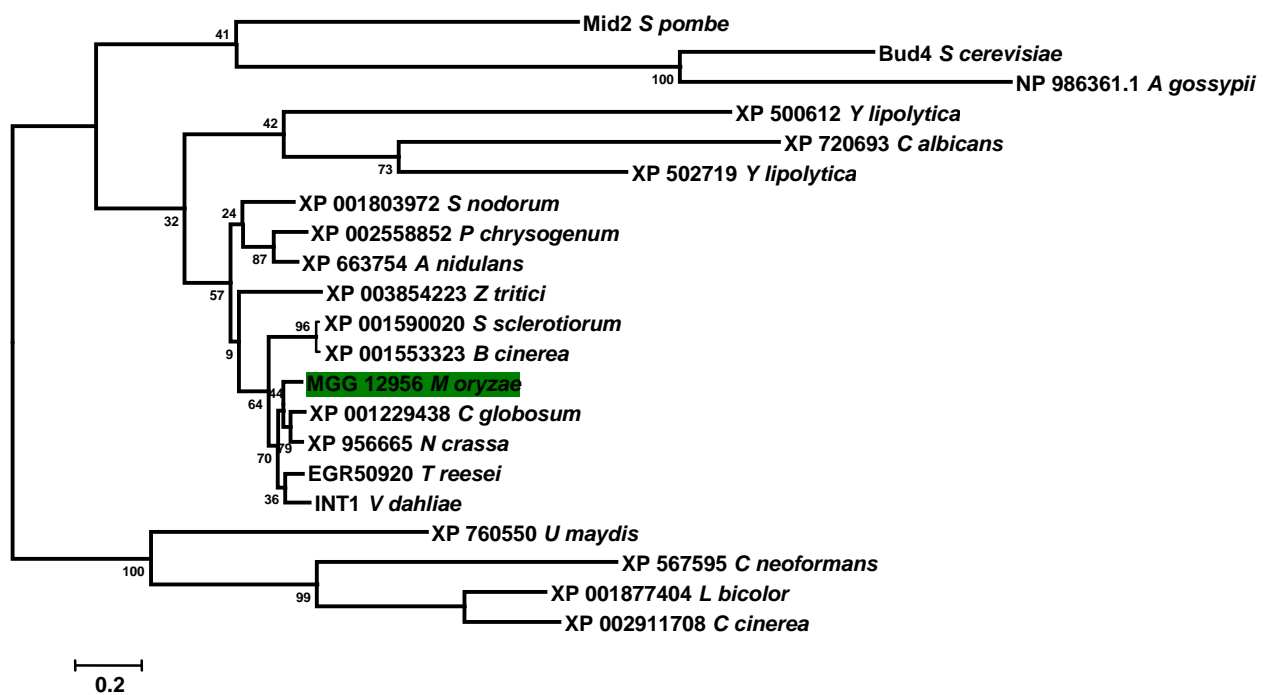 Mid2 S pombe
41
Bud4 S cerevisiae
100
NP 986361.1 A gossypii
XP 500612 Y lipolytica
42
XP 720693 C albicans
73
XP 502719 Y lipolytica
XP 001803972 S nodorum
24
32
XP 002558852 P chrysogenum
87
XP 663754 A nidulans
57
XP 003854223 Z tritici
XP 001590020 S sclerotiorum
96
9
XP 001553323 B cinerea
MGG 12956 M oryzae
44
64
XP 001229438 C globosum
79
XP 956665 N crassa
70
EGR50920 T reesei
36
INT1 V dahliae
XP 760550 U maydis
100
XP 567595 C neoformans
99
XP 001877404 L bicolor
XP 002911708 C cinerea
0.2